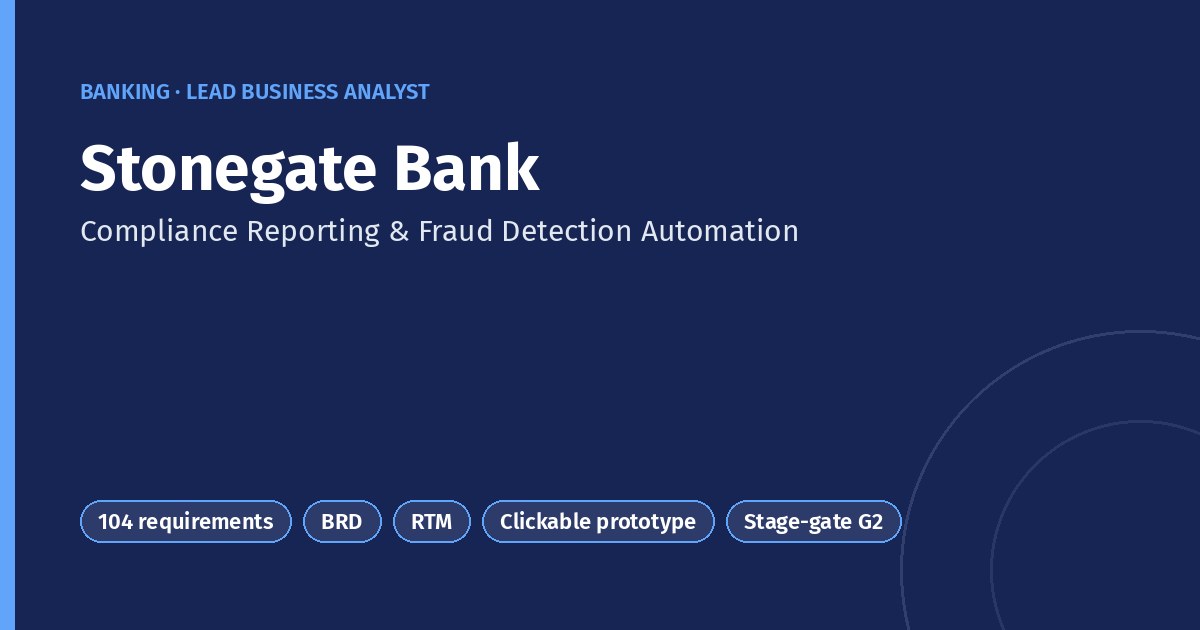 BANKING · LEAD BUSINESS ANALYST
Stonegate Bank
Compliance Reporting & Fraud Detection Automation
104 requirements BRD RTM Clickable prototype Stage-gate G2